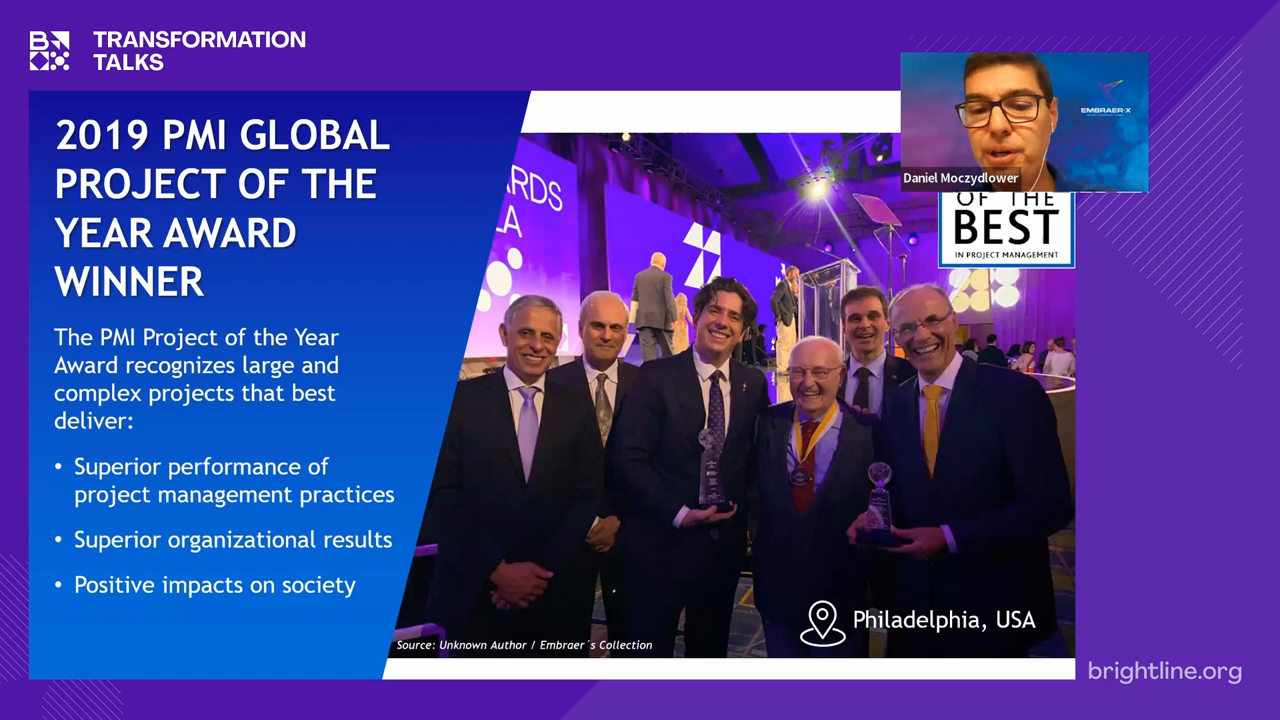 TRANSFORMATION
TALKS
2019 PMI GLOBAL
PROJECT OF THE
YEAR AWARD
WINNER
The PMI Project of the Year
Award recognizes large and
complex projects that best
deliver:
• Superior performance of
project management practices
• Superior organizational results
• Positive impacts on society
EMBRAER-X
Daniel Moczydlower
OF THE
BEST
IN PROJECT MANAGEMENT
Philadelphia, USA
Source: Unknown Author / Embraer´s Collection
brightline.org